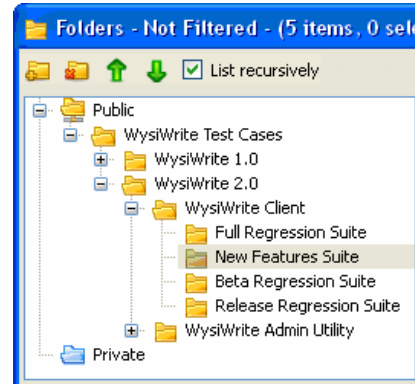 Folders - Not Filtered - (5 items, 0 sele
List recursively
Public
WysiWrite Test Cases
WysiWrite 1.0
WysiWrite 2.0
WysiWrite Client
Full Regression Suite
New Features Suite
Beta Regression Suite
Release Regression Suite
WysiWrite Admin Utility
Private